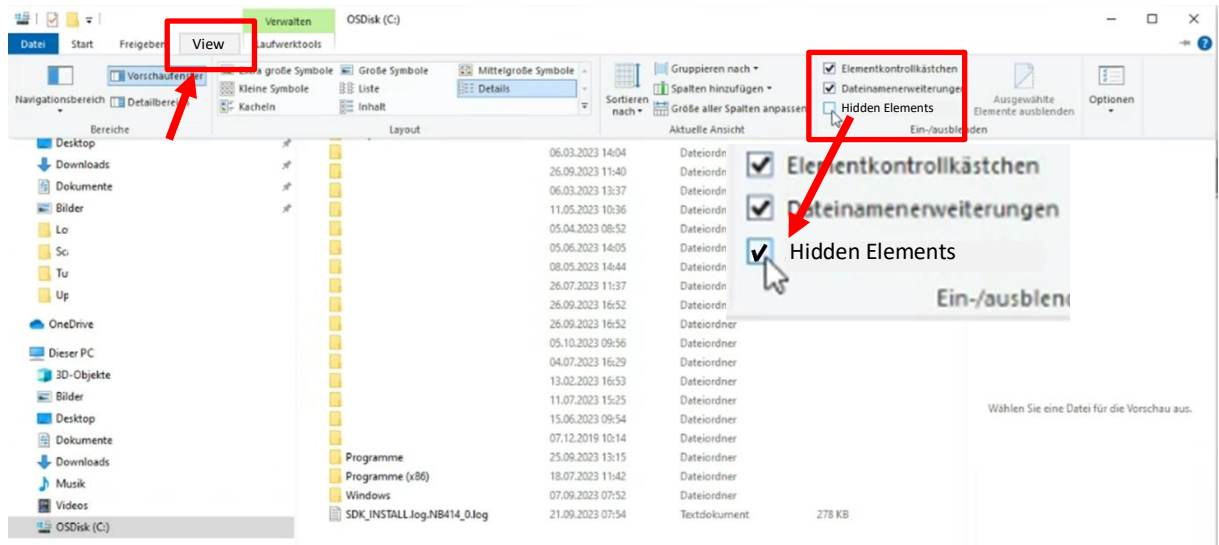 Verwalten OSDisk (C:)
Datei Start Freigeben View Laufwerktools
Navigationsbereich
Vorschaufenster
Detailbereich
Bereiche
Extra große Symbole Große Symbole Mittelgroße Symbole
Kleine Symbole Liste Details
Kacheln Inhalt
Layout
Sortieren nach
Gruppieren nach
Spalten hinzufügen
Größe aller Spalten anpassen
Aktuelle Ansicht
Elementkontrollkästchen
Dateinamenerweiterungen
Hidden Elements
Ausgewählte
Elemente ausblenden
Ein-/ausblenden
Optionen
Desktop
Downloads
Dokumente
Bilder
Lo
Sc
Tu
Up
OneDrive
Dieser PC
3D-Objekte
Bilder
Desktop
Dokumente
Downloads
Musik
Videos
OSDisk (C:)
06.03.2023 14:04 Dateiordn
26.09.2023 11:40 Dateiordn
06.03.2023 13:37 Dateiordn
11.05.2023 10:36 Dateiordn
05.04.2023 08:52 Dateiordn
05.06.2023 14:05 Dateiordn
08.05.2023 14:44 Dateiordn
26.07.2023 11:37 Dateiordn
26.09.2023 16:52 Dateiordn
26.09.2023 16:52 Dateiordner
05.10.2023 09:56 Dateiordner
04.07.2023 16:29 Dateiordner
13.02.2023 16:53 Dateiordner
11.07.2023 15:25 Dateiordner
15.06.2023 09:54 Dateiordner
07.12.2019 10:14 Dateiordner
Programme 25.09.2023 13:15 Dateiordner
Programme (x86) 18.07.2023 11:42 Dateiordner
Windows 07.09.2023 07:52 Dateiordner
SDK_INSTALL.log.NB414_0.log 21.09.2023 07:54 Textdokument 278 KB
Elementkontrollkästchen
Dateinamenerweiterungen
Hidden Elements
Ein-/ausblend
Wählen Sie eine Datei für die Vorschau aus.